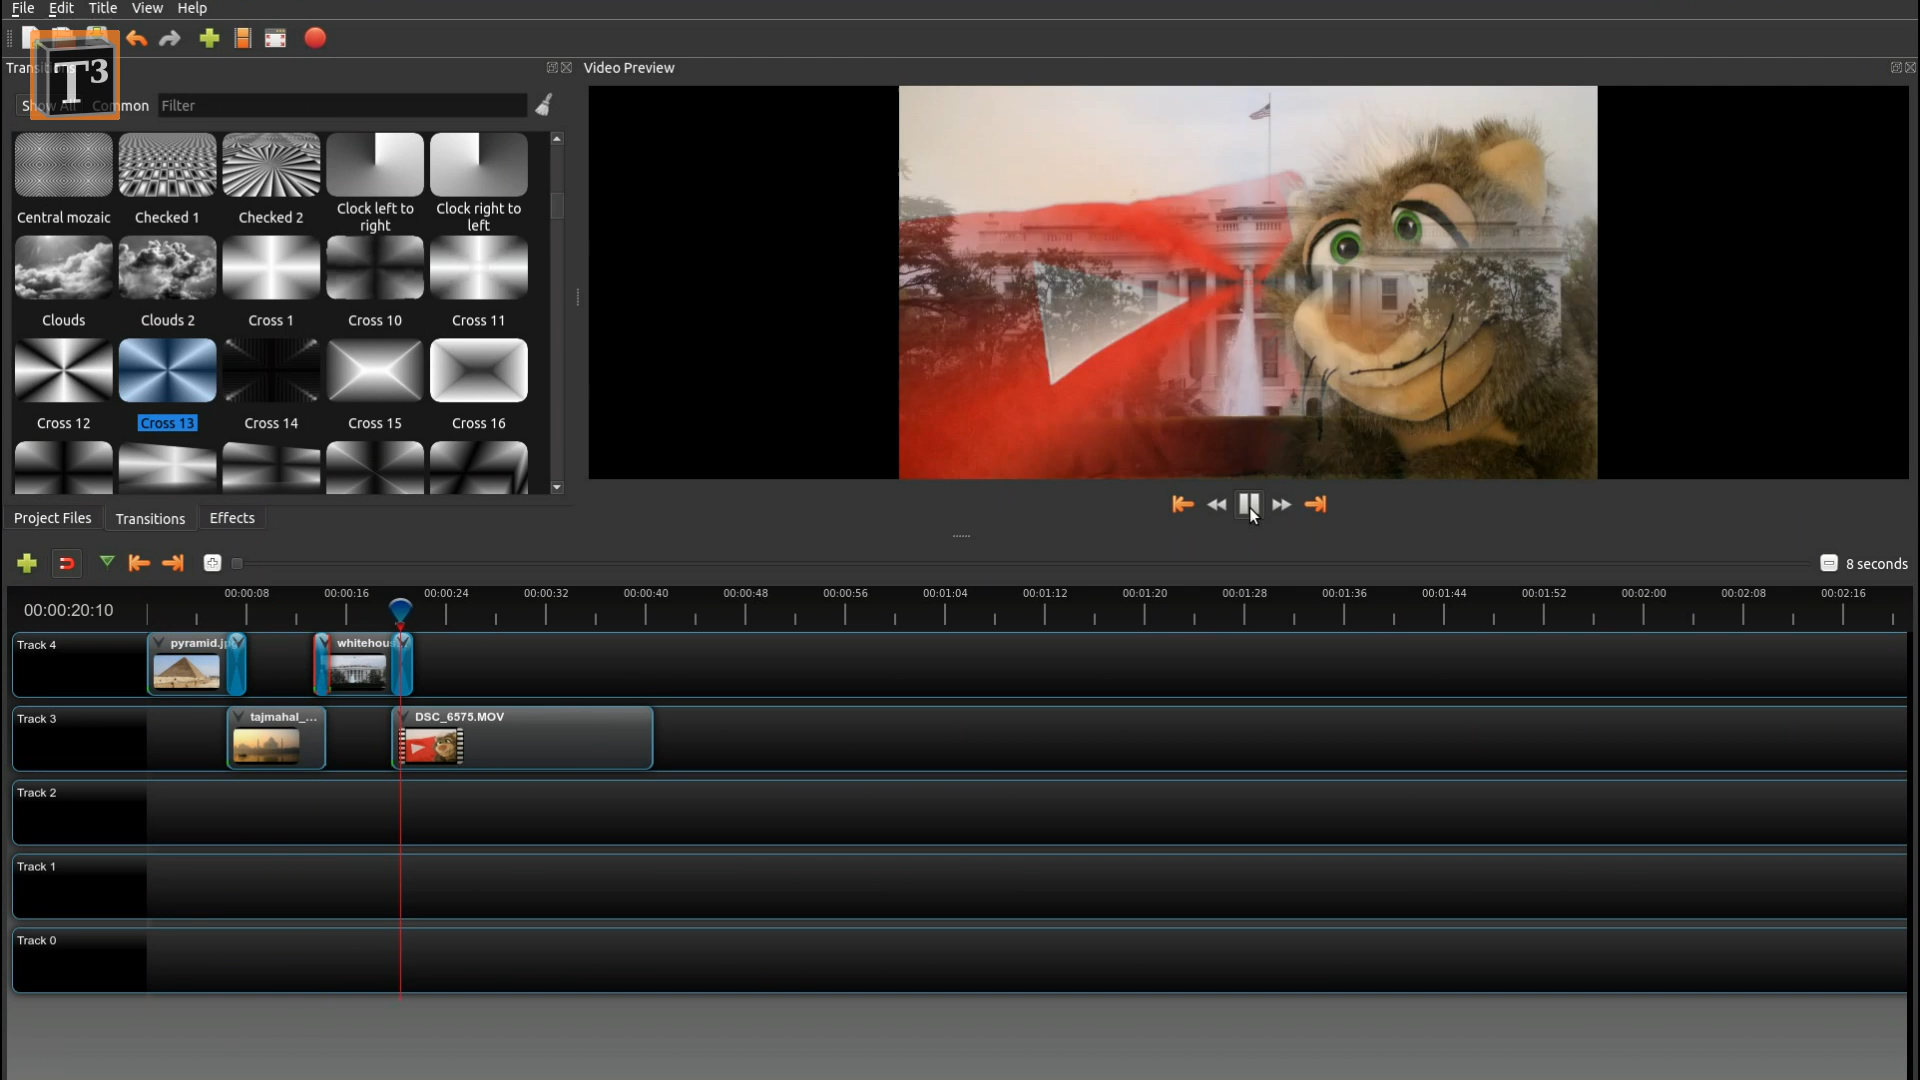 File Edit Title View Help
T³
Video Preview
Common Filter
Central mozaic Checked 1 Checked 2 Clock left to right Clock right to left
Clouds Clouds 2 Cross 1 Cross 10 Cross 11
Cross 12 Cross 13 Cross 14 Cross 15 Cross 16
Project Files Transitions Effects
8 seconds
00:00:20:10 00:00:08 00:00:16 00:00:24 00:00:32 00:00:40 00:00:48 00:00:56 00:01:04 00:01:12 00:01:20 00:01:28 00:01:36 00:01:44 00:01:52 00:02:00 00:02:08 00:02:16
Track 4 pyramid.jp
Track 3 tajmahal_... DSC_6575.MOV
Track 2
Track 1
Track 0